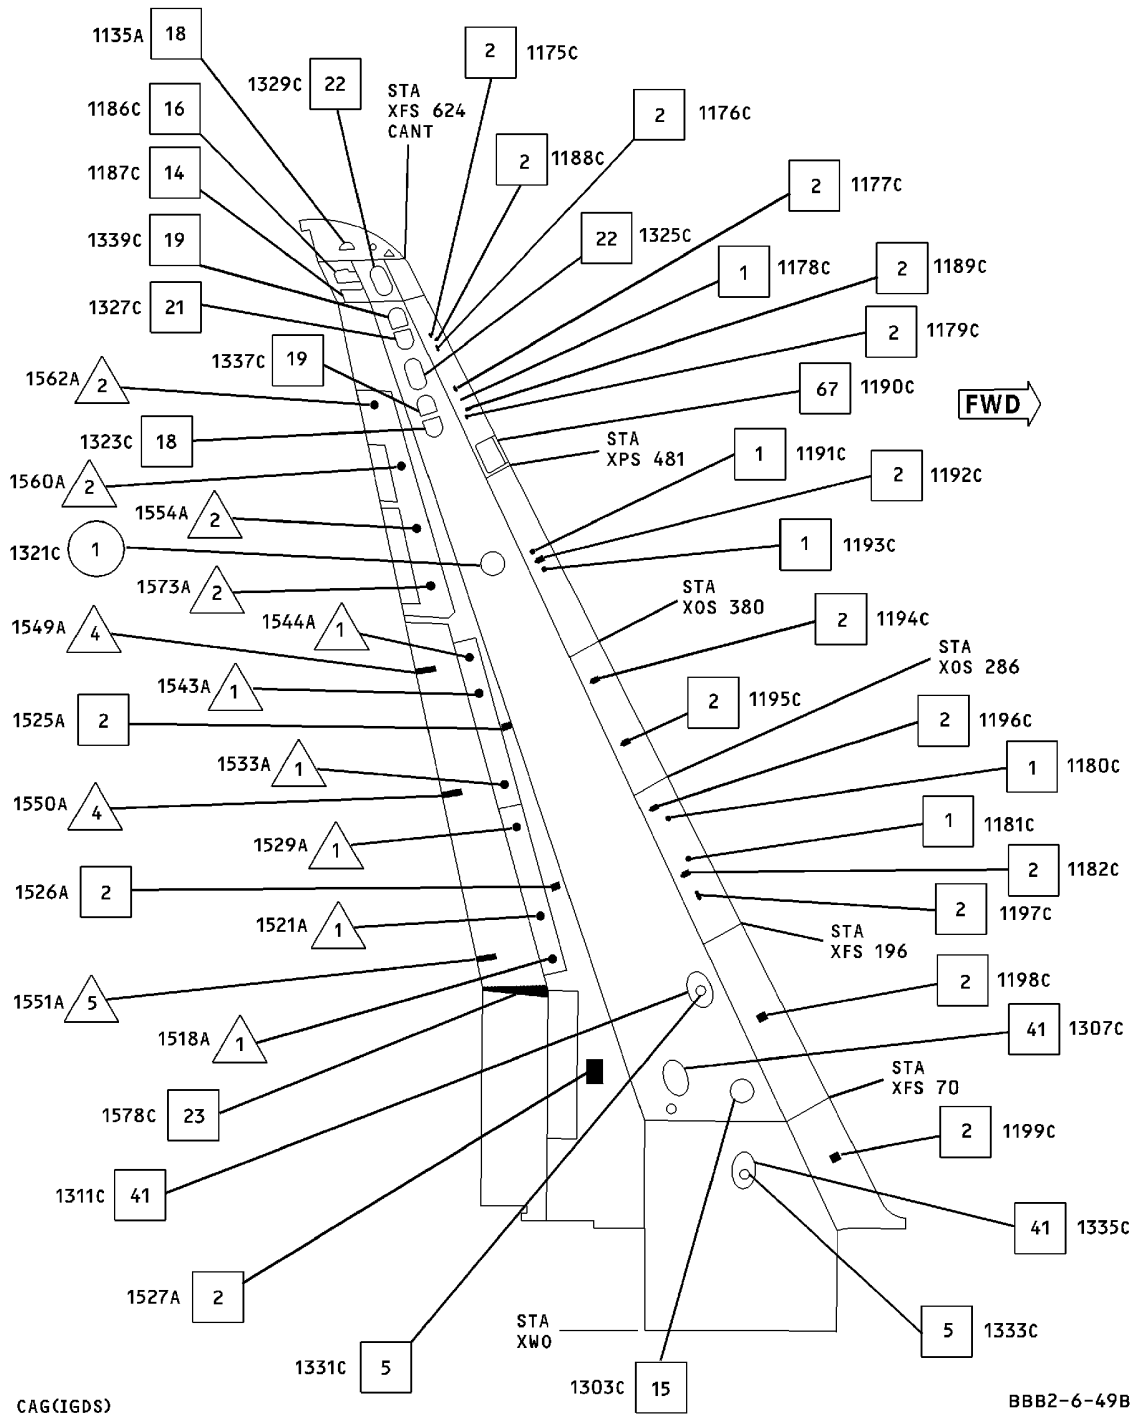 1135A 18
2 1175C
1329C 22
STA
XFS 624
CANT
1186C 16
2 1176C
1187C 14
2 1188C
2 1177C
1339C 19
22 1325C
1 1178C
2 1189C
1327C 21
2 1179C
1337C 19
1562A 2
67 1190C
FWD
1323C 18
STA
XPS 481
1 1191C
2 1192C
1560A 2
1554A 2
1321C 1
1 1193C
1573A 2
STA
XOS 380
1549A 4
1544A 1
2 1194C
STA
XOS 286
1543A 1
2 1195C
1525A 2
2 1196C
1533A 1
1 1180C
1550A 4
1 1181C
1529A 1
2 1182C
1526A 2
2 1197C
1521A 1
STA
XFS 196
2 1198C
1551A 5
1518A 1
41 1307C
STA
XFS 70
1578C 23
2 1199C
1311C 41
41 1335C
1527A 2
STA
XWO
5 1333C
1331C 5
1303C 15
CAG(IGDS)
BBB2-6-49B